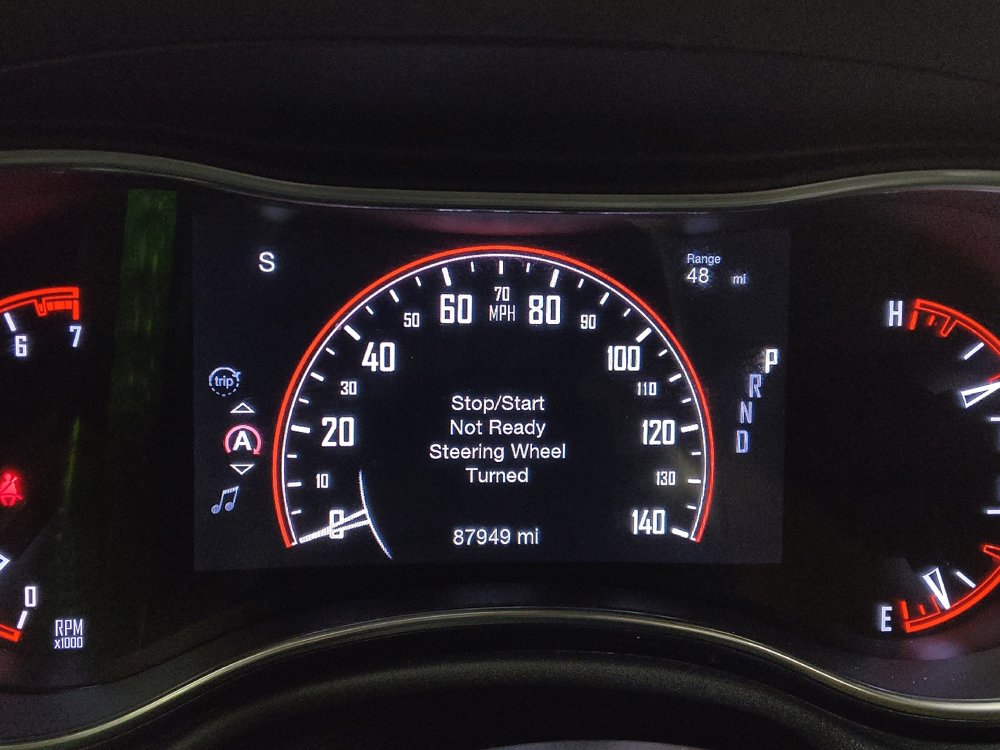 S
Range
48 mi
60
70
MPH
80
50
90
6
7
H
40
100
P
trip
30
110
R
N
A
20
120
D
Stop/Start
Not Ready
Steering Wheel
Turned
10
130
0
140
87949 mi
0
RPM
x1000
E